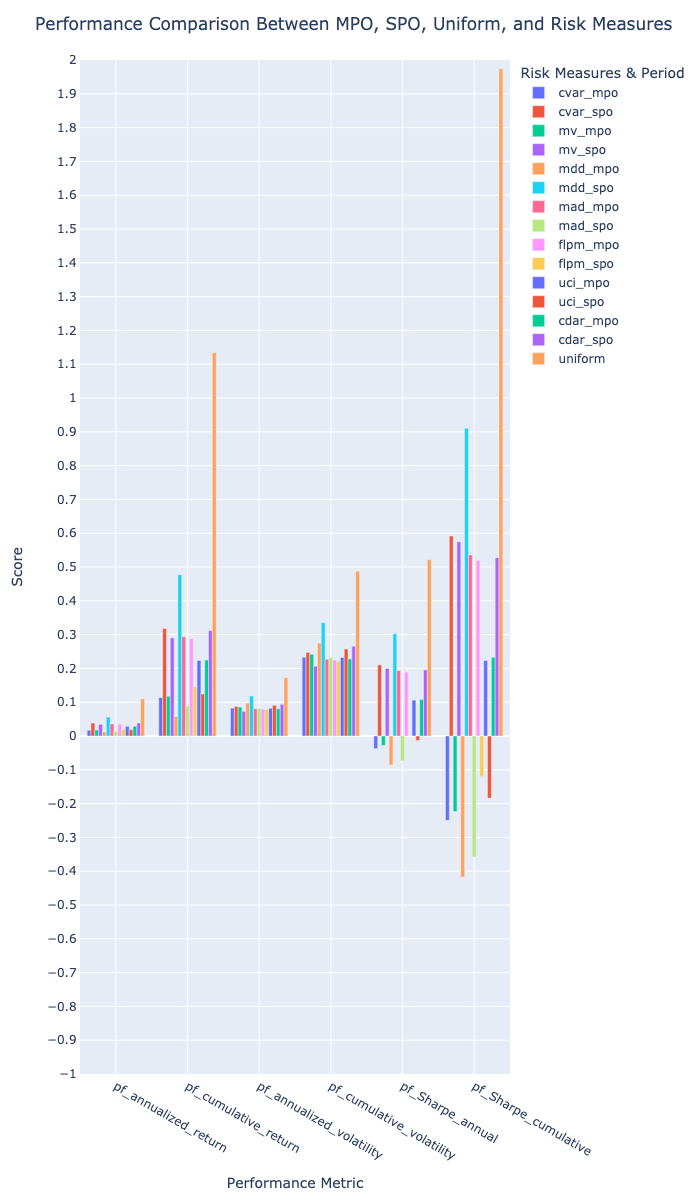 Performance Comparison Between MPO, SPO, Uniform, and Risk Measures
Risk Measures & Period
cvar_mpo
cvar_spo
mv_mpo
mv_spo
mdd_mpo
mdd_spo
mad_mpo
mad_spo
flpm_mpo
flpm_spo
uci_mpo
uci_spo
cdar_mpo
cdar_spo
uniform
Score
2
1.9
1.8
1.7
1.6
1.5
1.4
1.3
1.2
1.1
1
0.9
0.8
0.7
0.6
0.5
0.4
0.3
0.2
0.1
0
−0.1
−0.2
−0.3
−0.4
−0.5
−0.6
−0.7
−0.8
−0.9
−1
pf_annualized_return
pf_cumulative_return
pf_annualized_volatility
pf_cumulative_volatility
pf_Sharpe_annual
pf_Sharpe_cumulative
Performance Metric